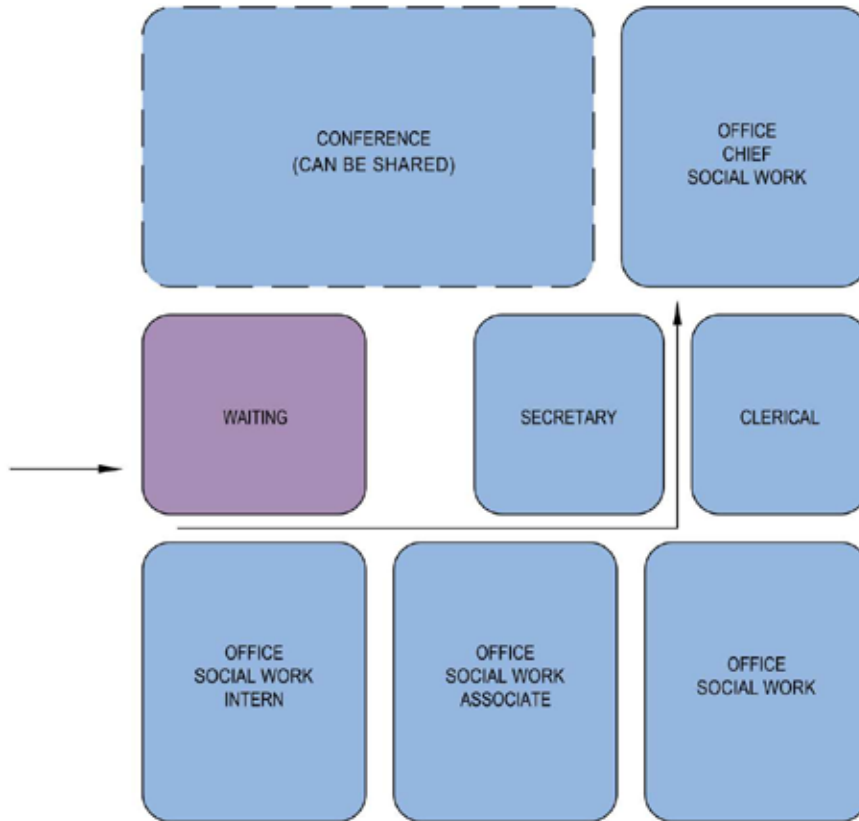 CONFERENCE
(CAN BE SHARED)
OFFICE
CHIEF
SOCIAL WORK
WAITING
SECRETARY
CLERICAL
OFFICE
SOCIAL WORK
INTERN
OFFICE
SOCIAL WORK
ASSOCIATE
OFFICE
SOCIAL WORK